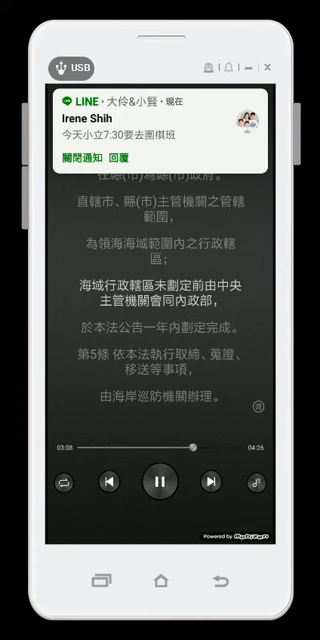 USB
LINE・大伶&小賢・現在
Irene Shih
今天小立7:30要去圍棋班
關閉通知 回覆
在縣(市)為縣(市)政府。
直轄市、縣(市)主管機關之管轄
範圍，
為領海海域範圍內之行政轄
區；
海域行政轄區未劃定前由中央
主管機關會同內政部，
於本法公告一年內劃定完成。
第5條 依本法執行取締、蒐證、
移送等事項，
由海岸巡防機關辦理。
03:08
04:26
Powered by